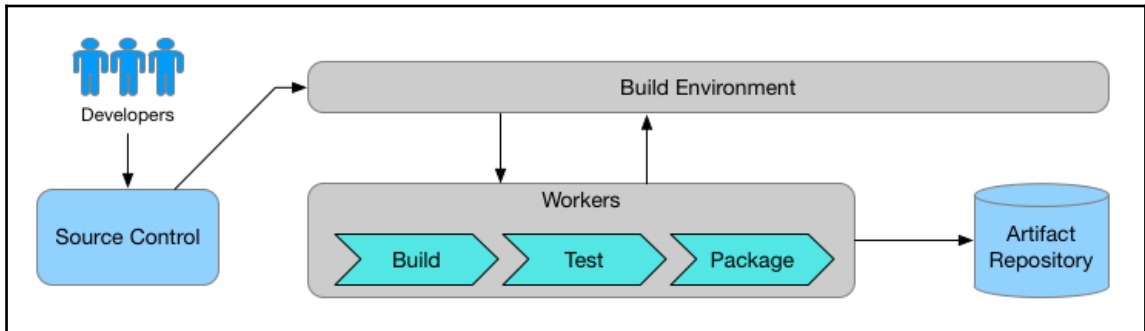 Developers
Build Environment
Source Control
Workers
Build
Test
Package
Artifact
Repository